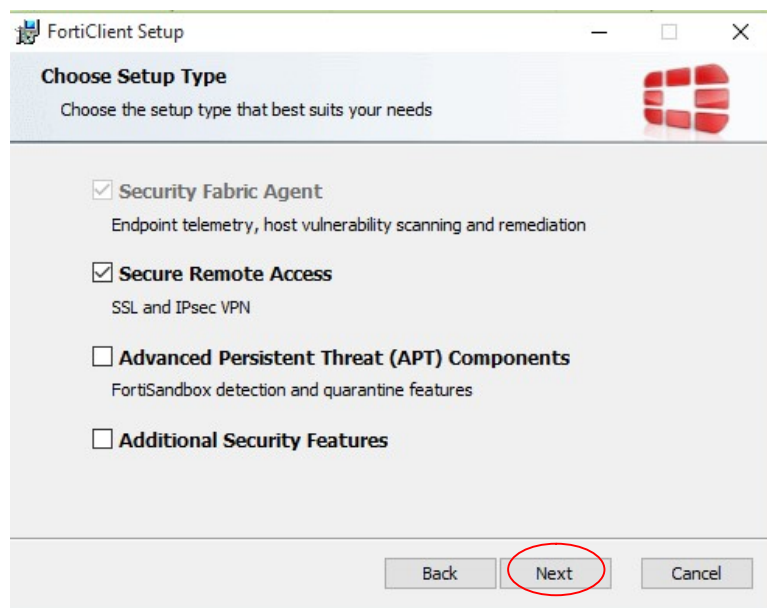 FortiClient Setup
Choose Setup Type
Choose the setup type that best suits your needs
Security Fabric Agent
Endpoint telemetry, host vulnerability scanning and remediation
Secure Remote Access
SSL and IPsec VPN
Advanced Persistent Threat (APT) Components
FortiSandbox detection and quarantine features
Additional Security Features
Back Next Cancel